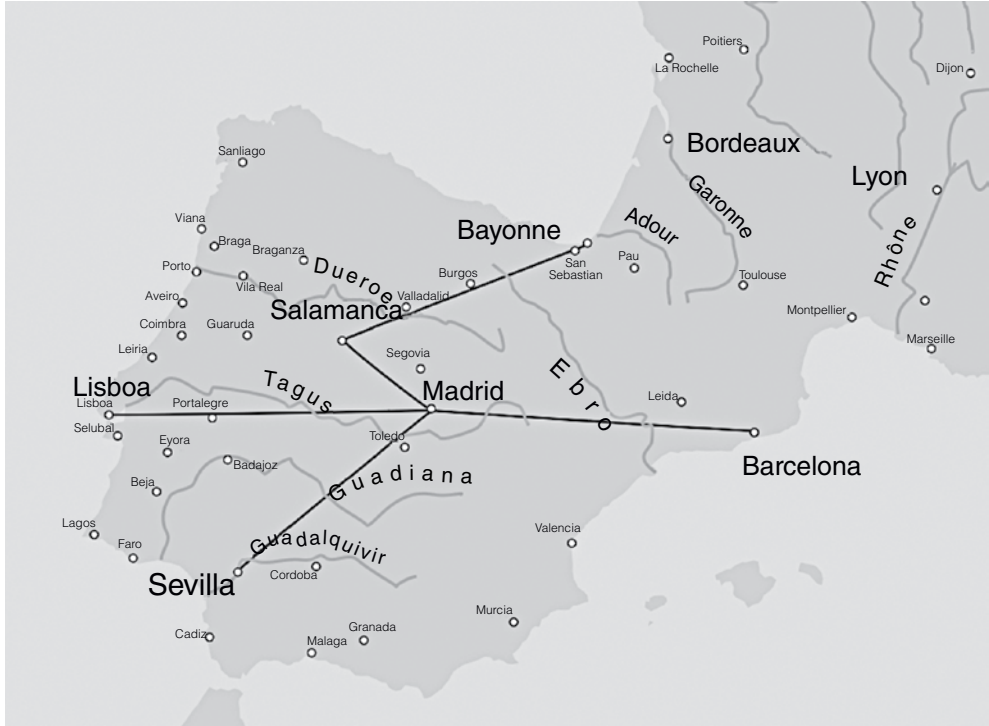 Poitiers
La Rochelle
Dijon
Bordeaux
Sanliago
Lyon
Garonne
Adour
Rhône
Viana
Braga
Braganza
Bayonne
San
Sebastian
Pau
Porto
Vila Real
Dueroe
Burgos
Toulouse
Aveiro
Valladalid
Salamanca
Montpellier
Coimbra
Guaruda
Leiria
Segovia
Marseille
Lisboa
Lisboa
Portalegre
Tagus
Madrid
Ebro
Leida
Selubal
Eyora
Toledo
Badajoz
Guadiana
Barcelona
Beja
Lagos
Faro
Guadalquivir
Valencia
Sevilla
Cordoba
Cadiz
Malaga
Granada
Murcia